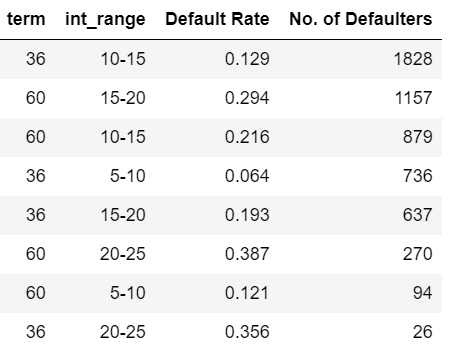 term int_range Default Rate No. of Defaulters
36 10-15 0.129 1828
60 15-20 0.294 1157
60 10-15 0.216 879
36 5-10 0.064 736
36 15-20 0.193 637
60 20-25 0.387 270
60 5-10 0.121 94
36 20-25 0.356 26